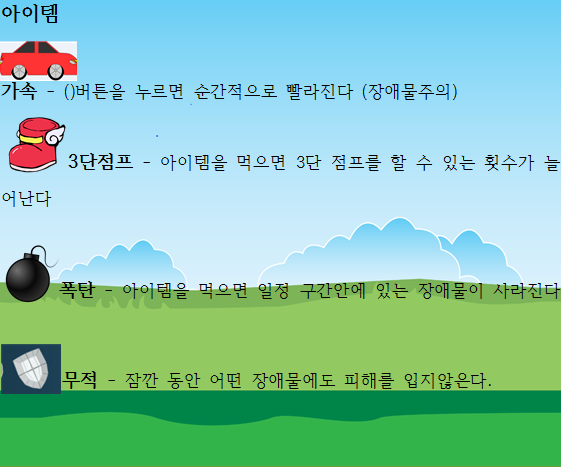 아이템
가속 - ()버튼을 누르면 순간적으로 빨라진다 (장애물주의)
3단점프 - 아이템을 먹으면 3단 점프를 할 수 있는 횟수가 늘
어난다
폭탄 - 아이템을 먹으면 일정 구간안에 있는 장애물이 사라진다
무적 - 잠깐 동안 어떤 장애물에도 피해를 입지않은다.